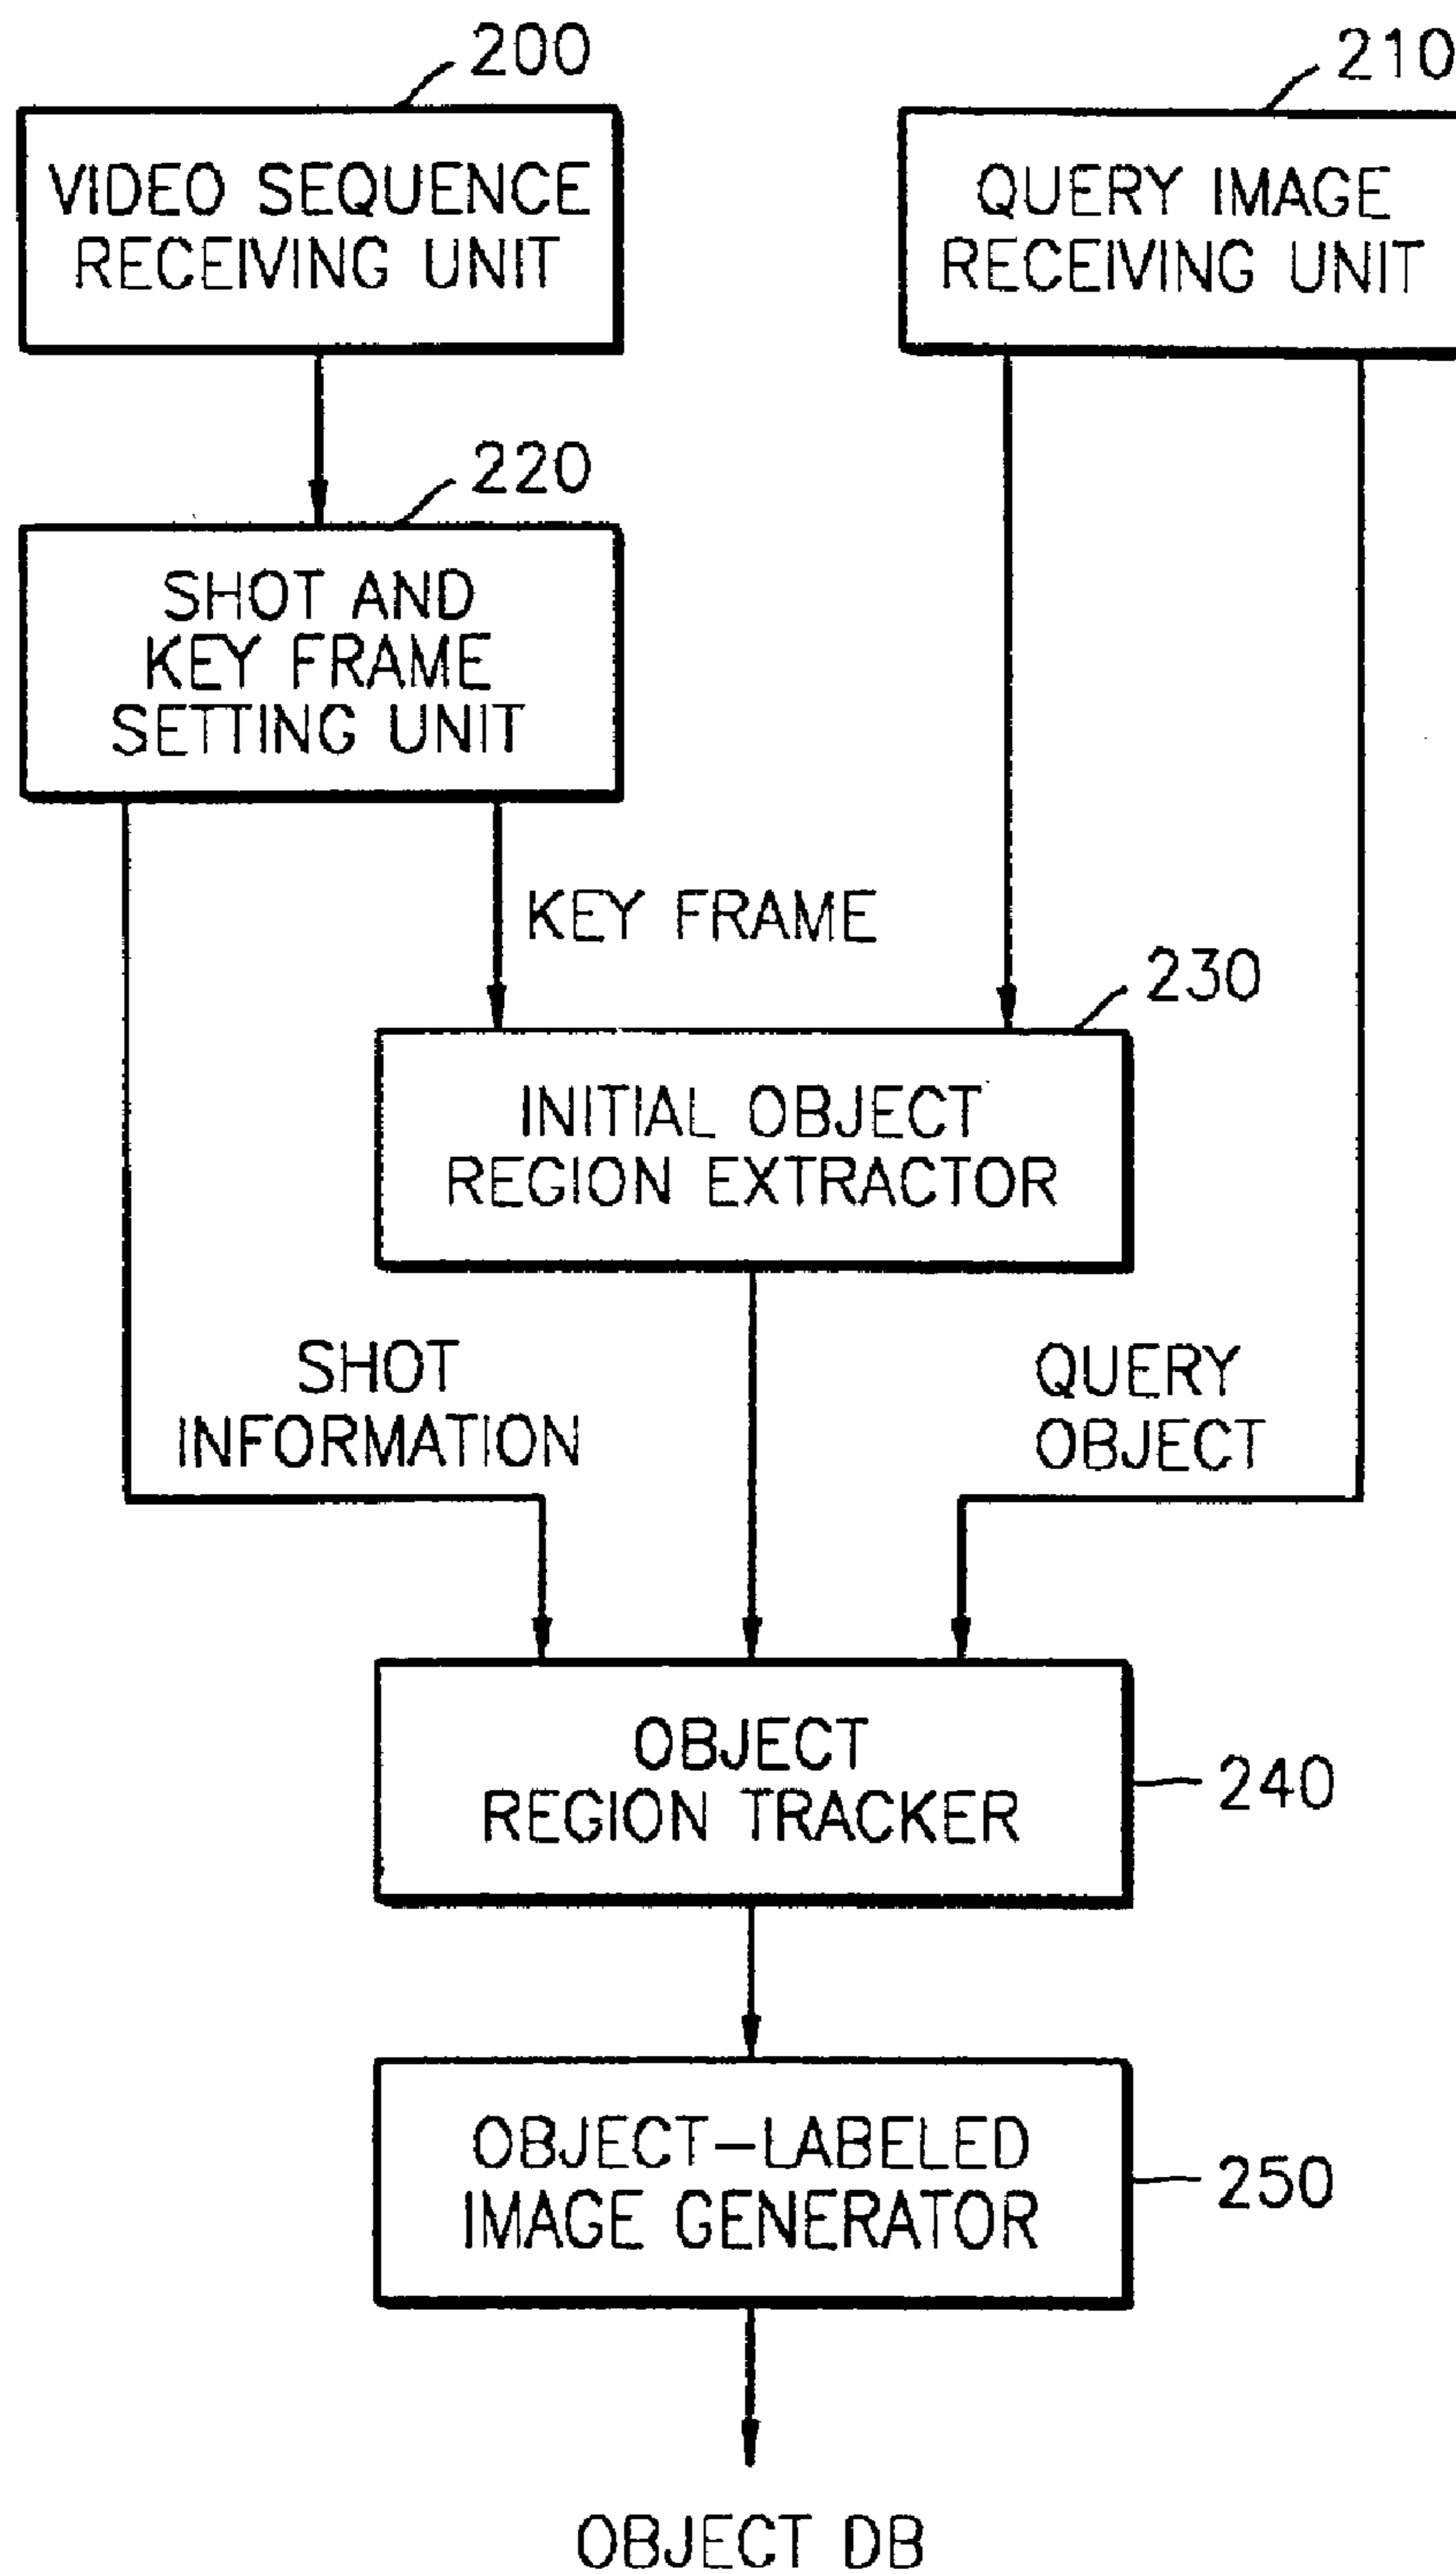 200
VIDEO SEQUENCE
RECEIVING UNIT
210
QUERY IMAGE
RECEIVING UNIT
220
SHOT AND
KEY FRAME
SETTING UNIT
KEY FRAME
230
INITIAL OBJECT
REGION EXTRACTOR
SHOT
INFORMATION
QUERY
OBJECT
OBJECT
REGION TRACKER
240
OBJECT-LABELED
IMAGE GENERATOR
250
OBJECT DB